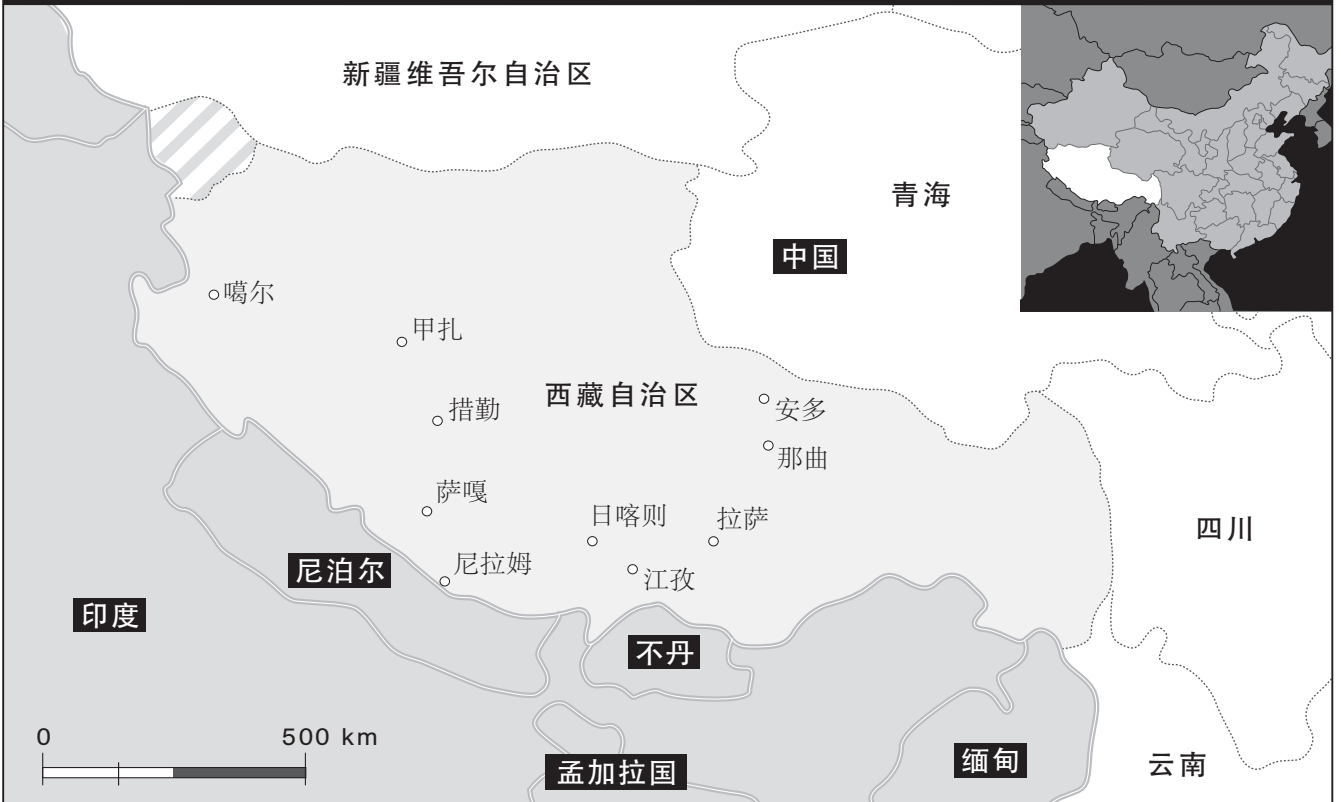 新疆维吾尔自治区
青海
中国
噶尔
甲扎
西藏自治区
措勤
安多
那曲
萨嘎
日喀则
拉萨
四川
尼泊尔
尼拉姆
江孜
印度
不丹
0 500 km
孟加拉国
缅甸
云南